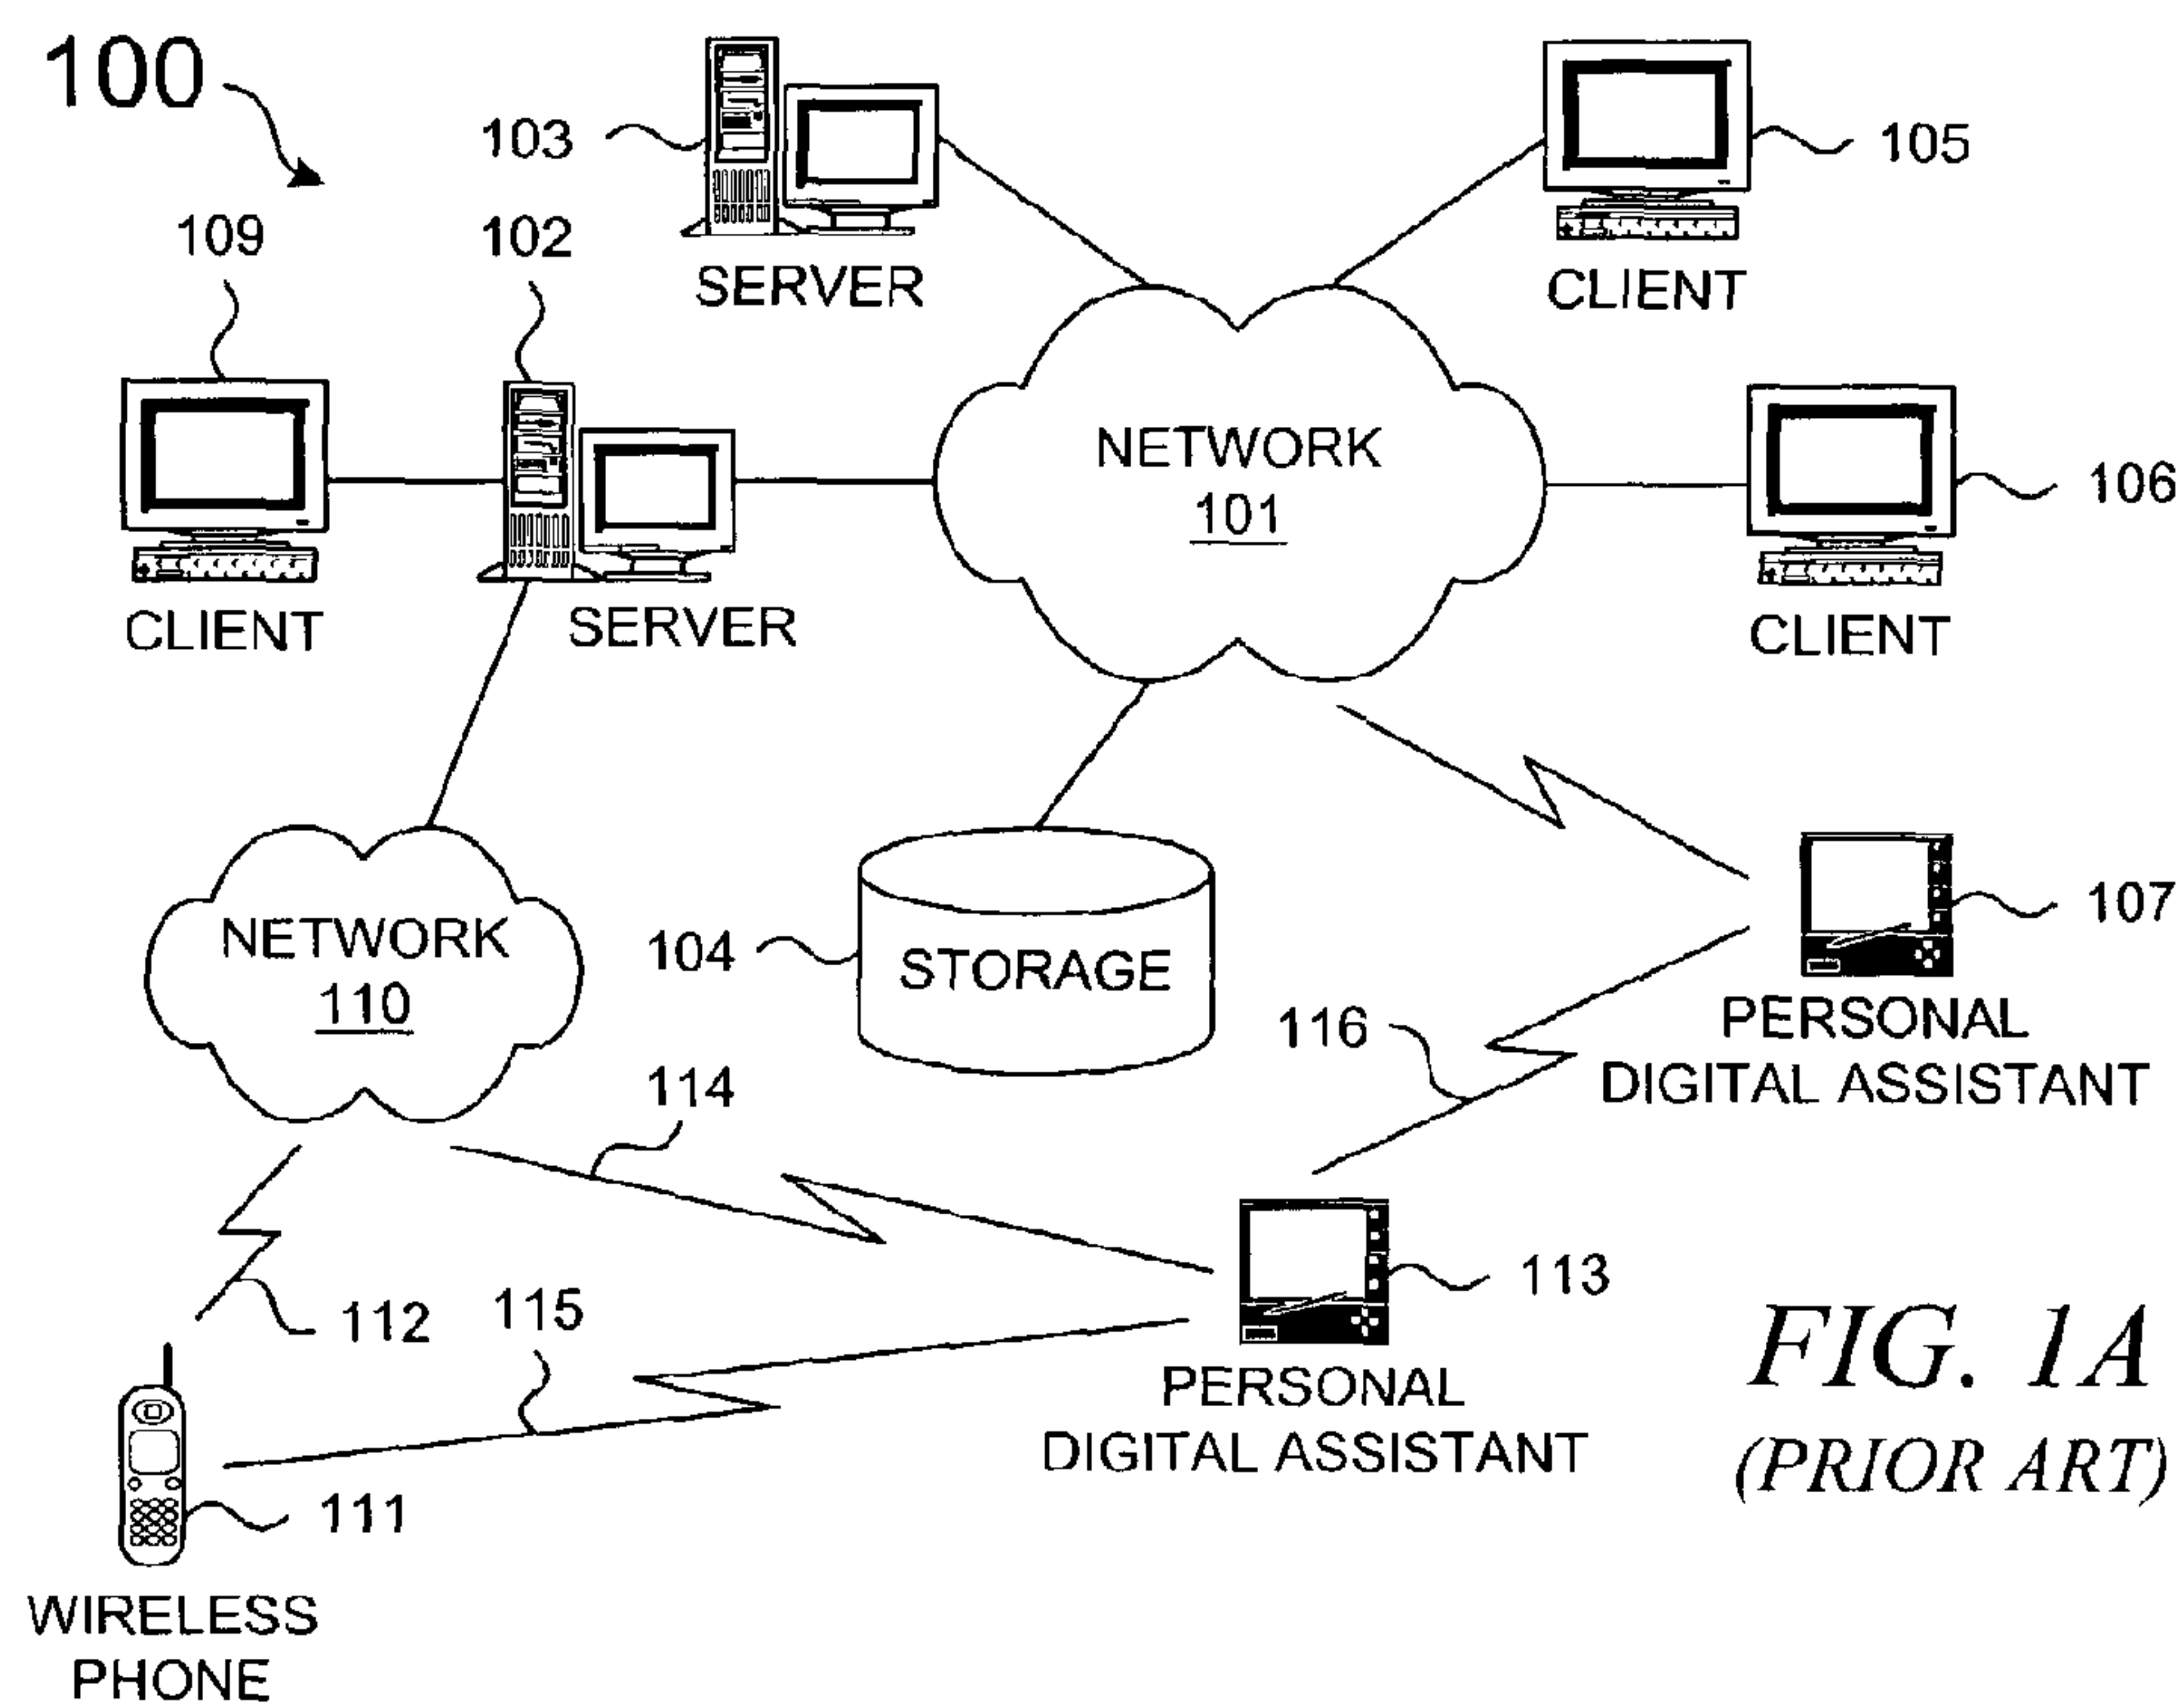 100
103
105
109
102
SERVER
CLIENT
NETWORK
101
106
CLIENT
SERVER
CLIENT
NETWORK
110
104
STORAGE
107
116
PERSONAL
DIGITAL ASSISTANT
114
113
112
115
PERSONAL
DIGITAL ASSISTANT
111
WIRELESS
PHONE
FIG. 1A
(PRIOR ART)